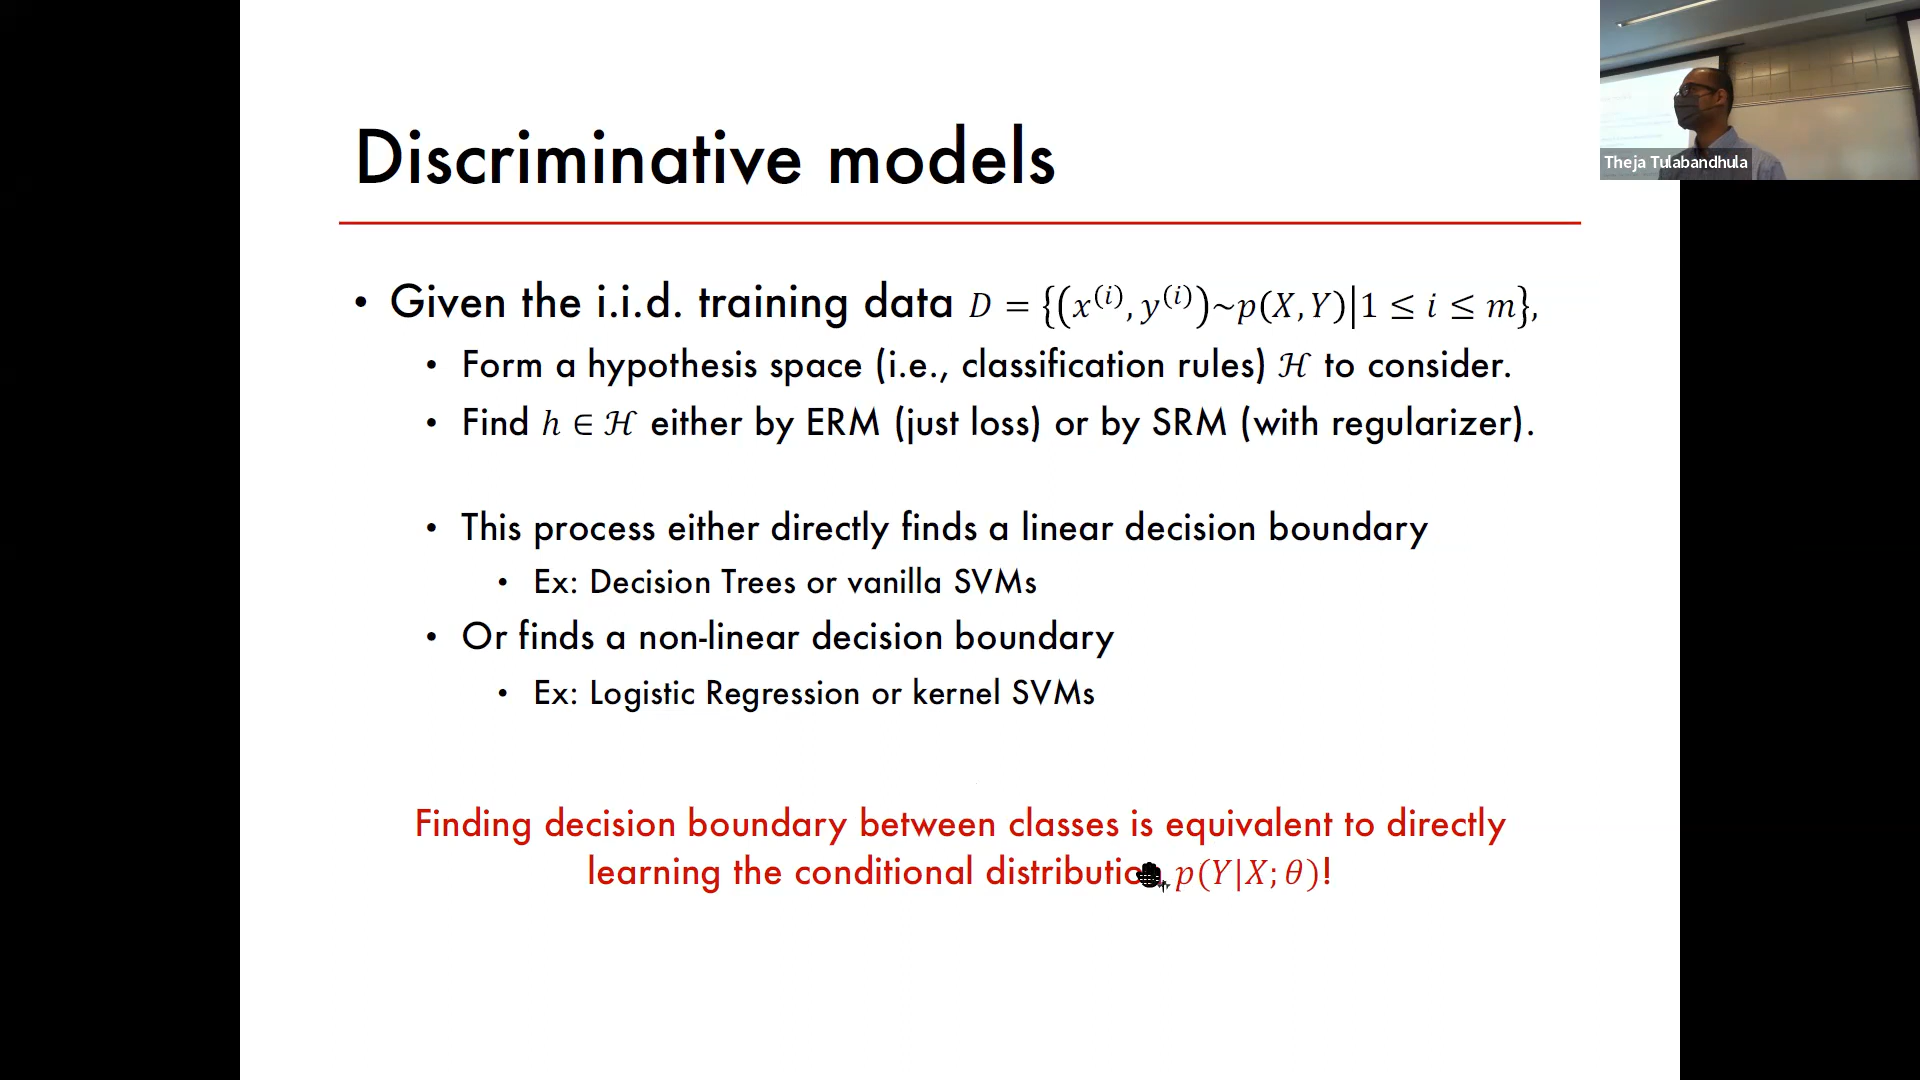 Discriminative models
Theja Tulabandhula
• Given the i.i.d. training data D = {(x^(i), y^(i))~p(X, Y)|1 ≤ i ≤ m},
• Form a hypothesis space (i.e., classification rules) ℋ to consider.
• Find h ∈ ℋ either by ERM (just loss) or by SRM (with regularizer).
• This process either directly finds a linear decision boundary
• Ex: Decision Trees or vanilla SVMs
• Or finds a non-linear decision boundary
• Ex: Logistic Regression or kernel SVMs
Finding decision boundary between classes is equivalent to directly
learning the conditional distribution p(Y|X; θ)!